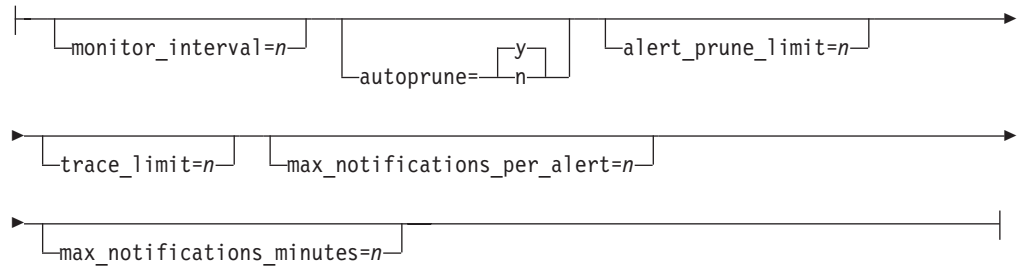 monitor_interval=n
autoprune=
y
n
alert_prune_limit=n
trace_limit=n
max_notifications_per_alert=n
max_notifications_minutes=n